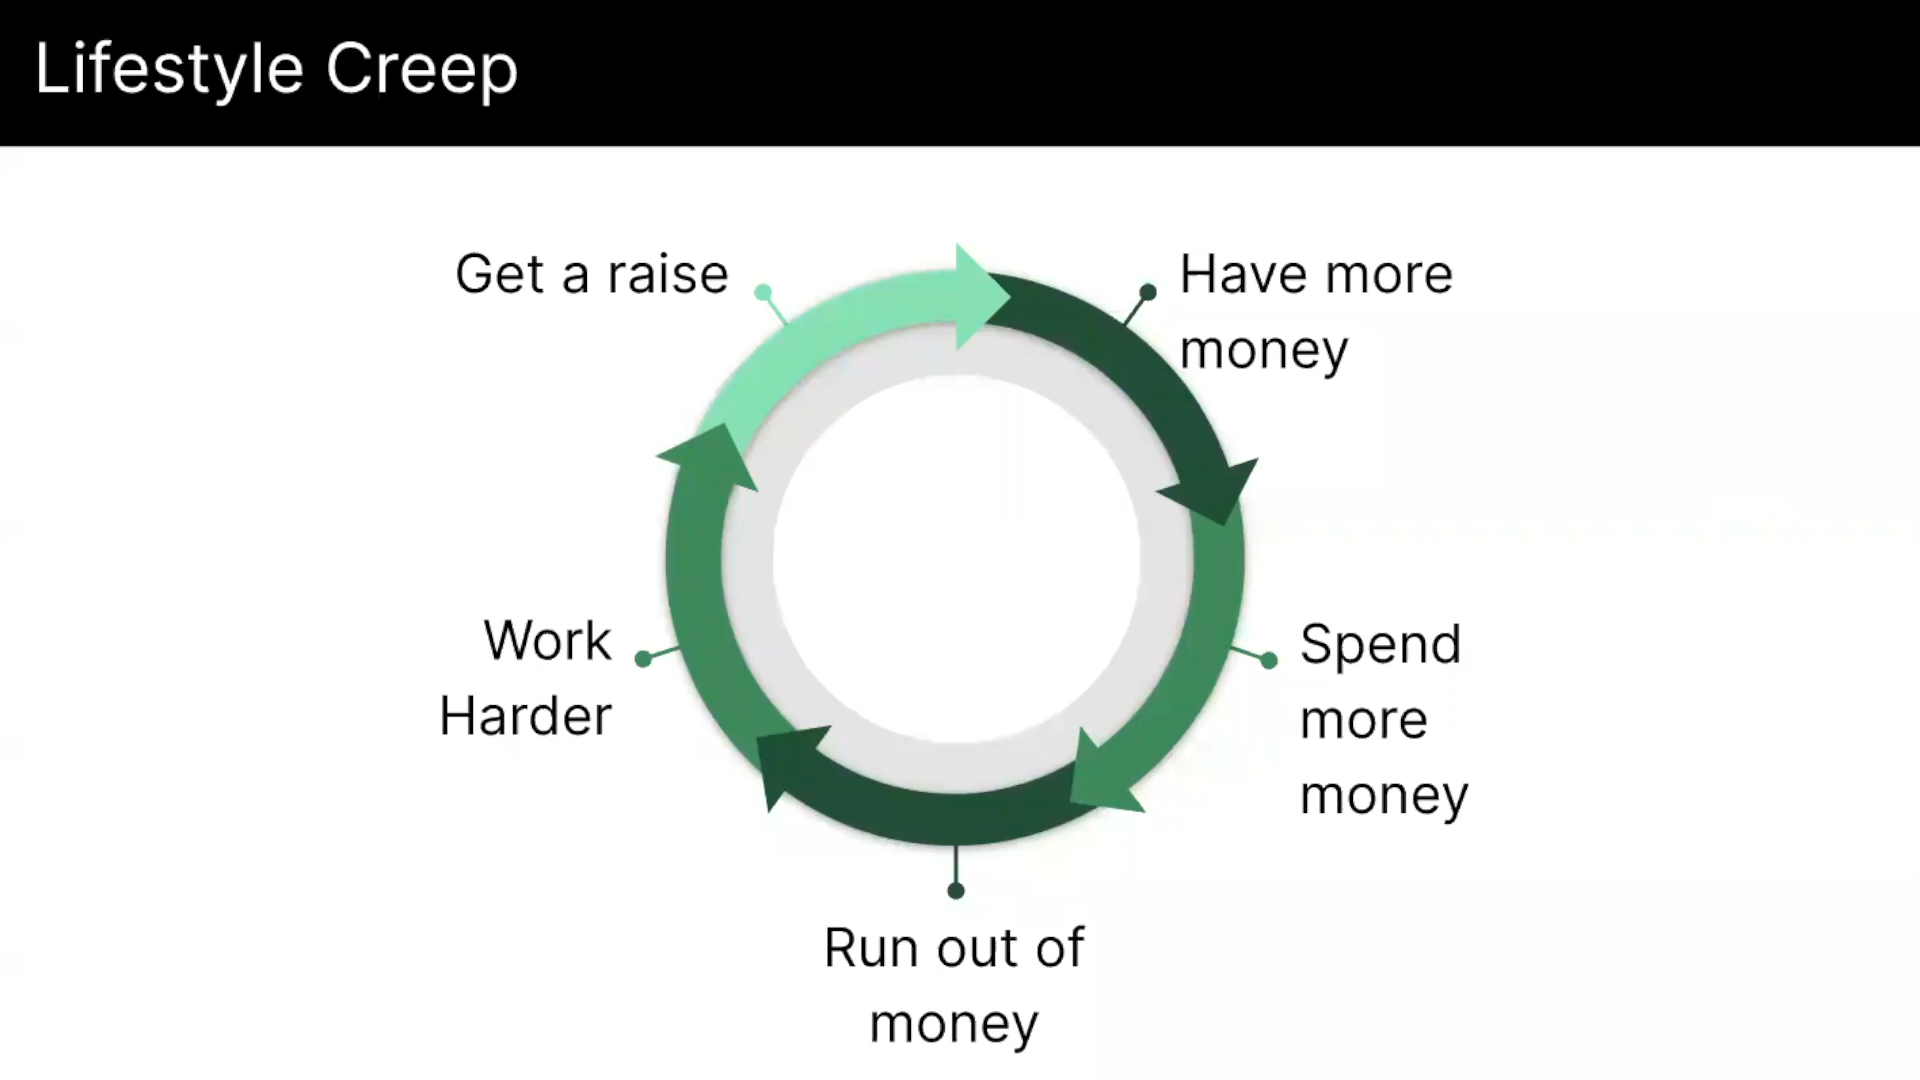 Lifestyle Creep
Get a raise
Have more
money
Spend
more
money
Run out of
money
Work
Harder